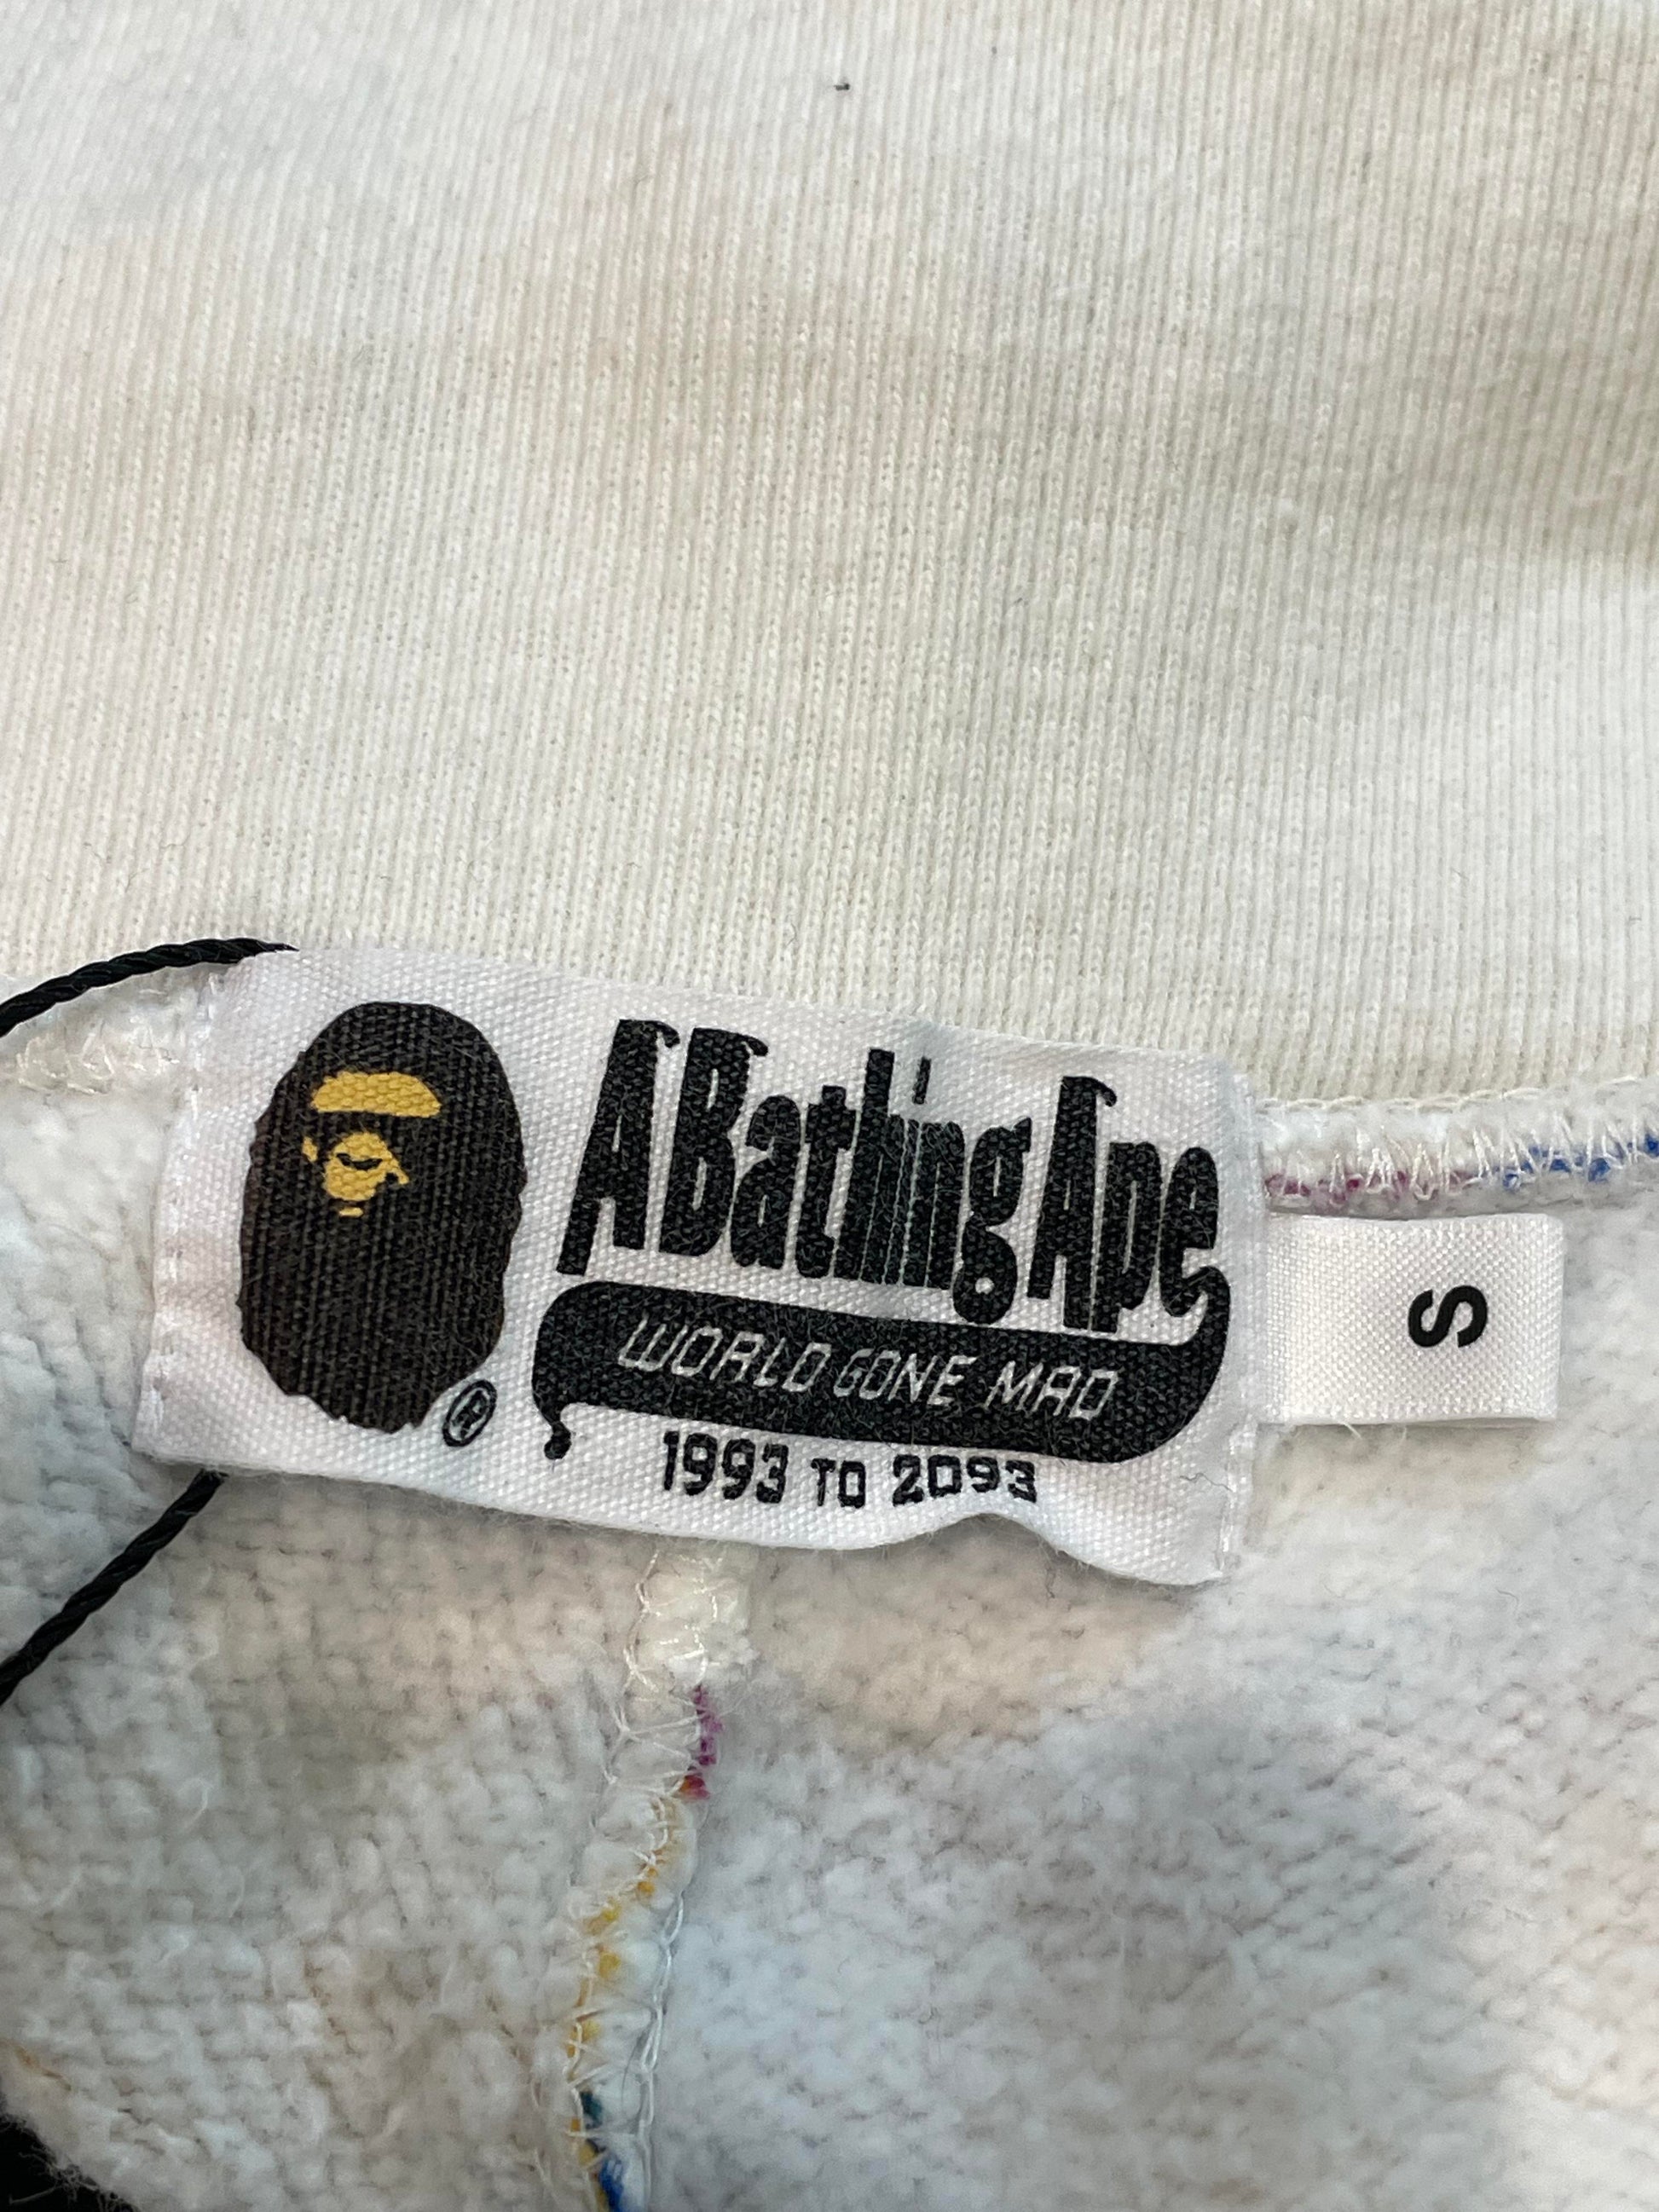 A Bathing Ape
WORLD GONE MAD
1993 TO 2093
®
S